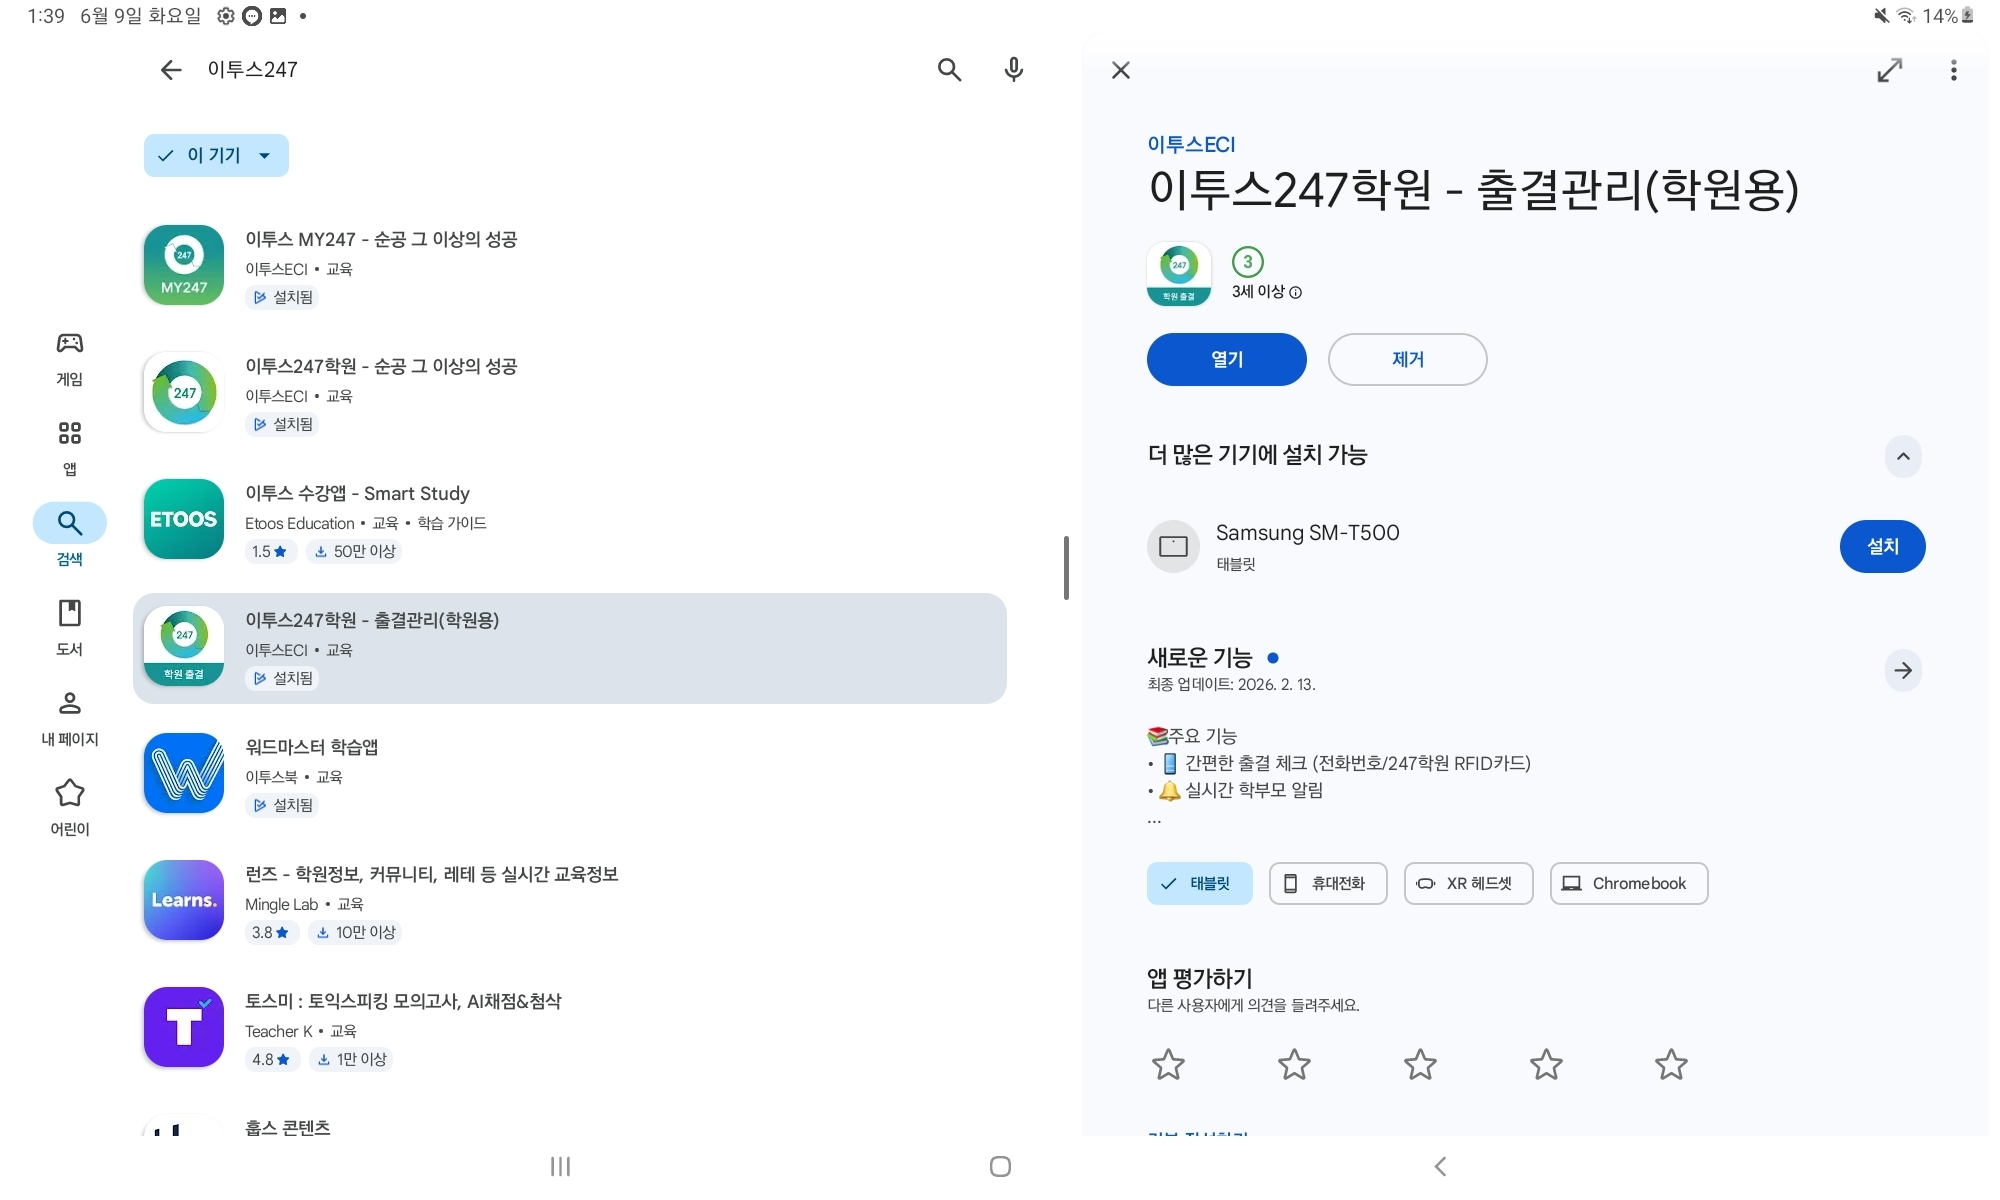 1:39 6월 9일 화요일
14%
이투스247
이 기기
247
MY247
이투스 MY247 - 순공 그 이상의 성공
이투스ECI • 교육
설치됨
247
이투스247학원 - 순공 그 이상의 성공
이투스ECI • 교육
설치됨
ETOOS
이투스 수강앱 - Smart Study
Etoos Education • 교육 • 학습 가이드
1.5 50만 이상
247
학원 출결
이투스247학원 - 출결관리(학원용)
이투스ECI • 교육
설치됨
워드마스터 학습앱
이투스북 • 교육
설치됨
Learns.
런즈 - 학원정보, 커뮤니티, 레테 등 실시간 교육정보
Mingle Lab • 교육
3.8 10만 이상
T
토스미 : 토익스피킹 모의고사, AI채점&첨삭
Teacher K • 교육
4.8 1만 이상
훕스 콘텐츠
게임
앱
검색
도서
내 페이지
어린이
이투스ECI
이투스247학원 - 출결관리(학원용)
247
학원 출결
3
3세 이상
열기
제거
더 많은 기기에 설치 가능
Samsung SM-T500
태블릿
설치
새로운 기능
최종 업데이트: 2026. 2. 13.
📚주요 기능
• 📱 간편한 출결 체크 (전화번호/247학원 RFID카드)
• 🔔 실시간 학부모 알림
...
태블릿
휴대전화
XR 헤드셋
Chromebook
앱 평가하기
다른 사용자에게 의견을 들려주세요.